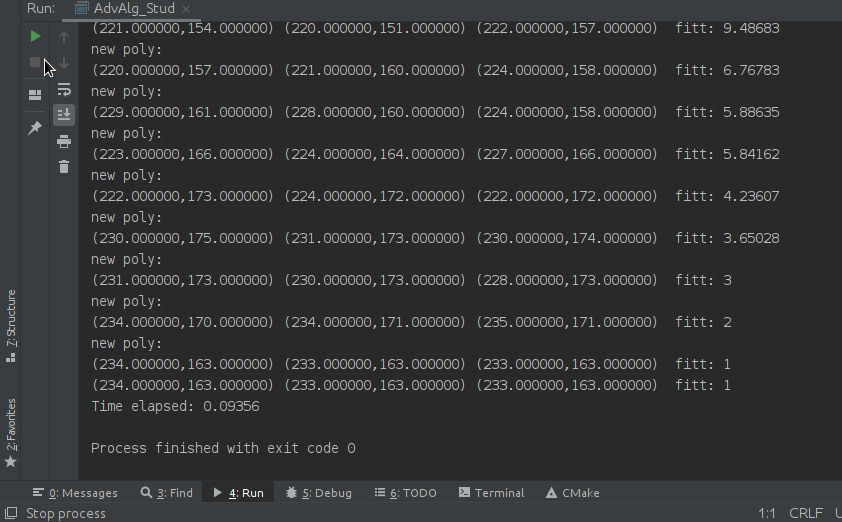 Run: AdvAlg_Stud
(221.000000,154.000000) (220.000000,151.000000) (222.000000,157.000000) fitt: 9.48683
new poly:
(220.000000,157.000000) (221.000000,160.000000) (224.000000,158.000000) fitt: 6.76783
new poly:
(229.000000,161.000000) (228.000000,160.000000) (224.000000,158.000000) fitt: 5.88635
new poly:
(223.000000,166.000000) (224.000000,164.000000) (227.000000,166.000000) fitt: 5.84162
new poly:
(222.000000,173.000000) (224.000000,172.000000) (222.000000,172.000000) fitt: 4.23607
new poly:
(230.000000,175.000000) (231.000000,173.000000) (230.000000,174.000000) fitt: 3.65028
new poly:
(231.000000,173.000000) (230.000000,173.000000) (228.000000,173.000000) fitt: 3
new poly:
(234.000000,170.000000) (234.000000,171.000000) (235.000000,171.000000) fitt: 2
new poly:
(234.000000,163.000000) (233.000000,163.000000) (233.000000,163.000000) fitt: 1
(234.000000,163.000000) (233.000000,163.000000) (233.000000,163.000000) fitt: 1
Time elapsed: 0.09356
Process finished with exit code 0
7: Structure
2: Favorites
0: Messages 3: Find 4: Run 5: Debug 6: TODO Terminal CMake
Stop process 1:1 CRLF